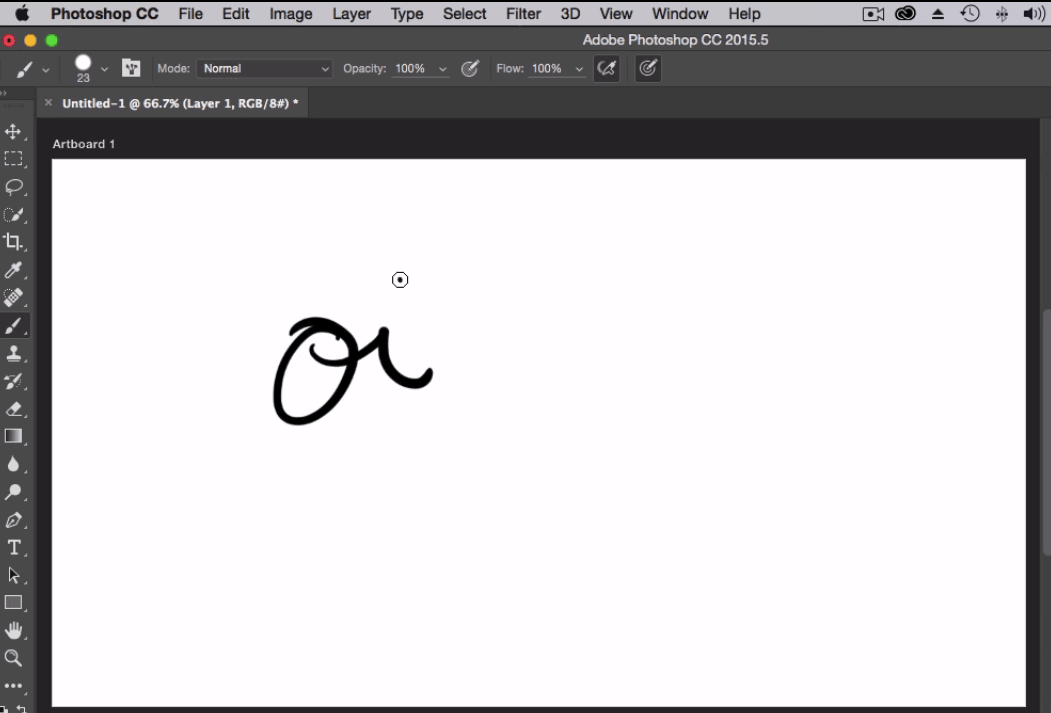 Photoshop CC File Edit Image Layer Type Select Filter 3D View Window Help
Adobe Photoshop CC 2015.5
23 Mode: Normal Opacity: 100% Flow: 100%
× Untitled-1 @ 66.7% (Layer 1, RGB/8#) *
Artboard 1